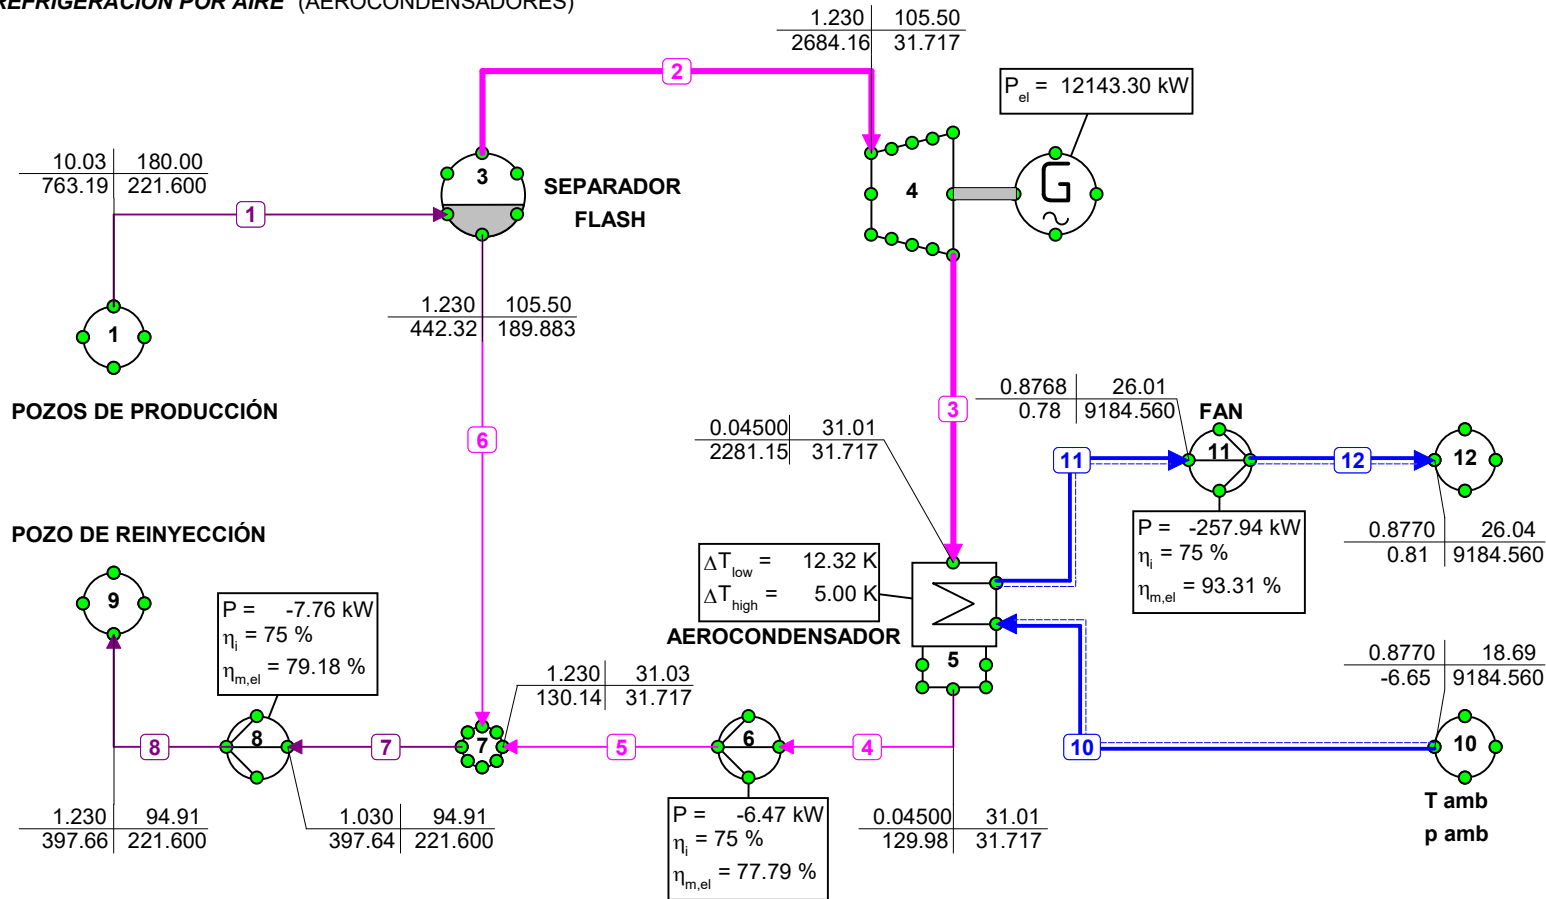 REFRIGERACIÓN POR AIRE (AEROCONDENSADORES)
1.230 105.50
2684.16 31.717
2
P el = 12143.30 kW
10.03 180.00
763.19 221.600
1
3
SEPARADOR
FLASH
4
G
~
1.230 105.50
442.32 189.883
1
POZOS DE PRODUCCIÓN
6
3
0.04500 31.01
2281.15 31.717
0.8768 26.01
0.78 9184.560
FAN
11
11
12
12
0.8770 26.04
0.81 9184.560
P = -257.94 kW
ηi = 75 %
ηm,el = 93.31 %
POZO DE REINYECCIÓN
9
P = -7.76 kW
ηi = 75 %
ηm,el = 79.18 %
ΔTlow = 12.32 K
ΔThigh = 5.00 K
AEROCONDENSADOR
5
1.230 31.03
130.14 31.717
0.8770 18.69
-6.65 9184.560
8
8
7
7
5
6
4
10
10
T amb
p amb
1.230 94.91
397.66 221.600
1.030 94.91
397.64 221.600
P = -6.47 kW
ηi = 75 %
ηm,el = 77.79 %
0.04500 31.01
129.98 31.717